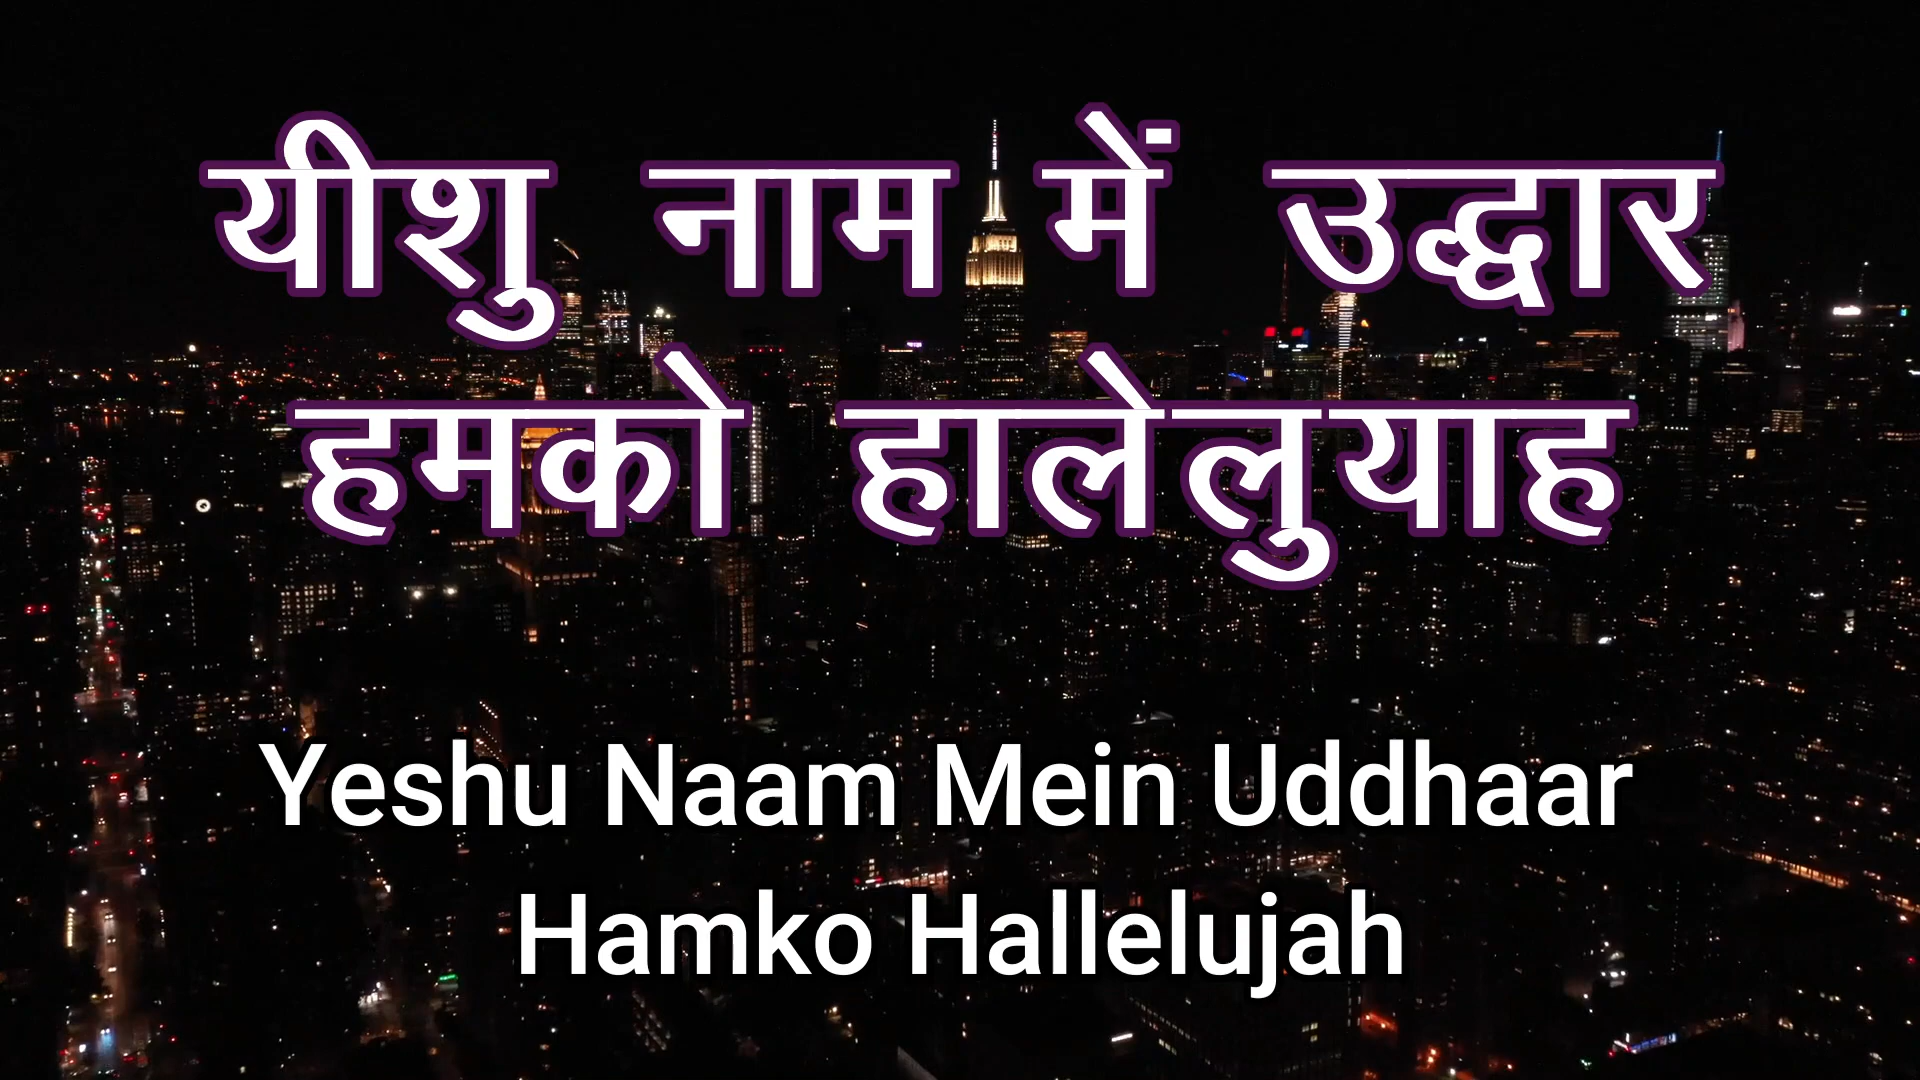 यीशु नाम में उद्धार
हमको हालेलुयाह
Yeshu Naam Mein Uddhaar
Hamko Hallelujah